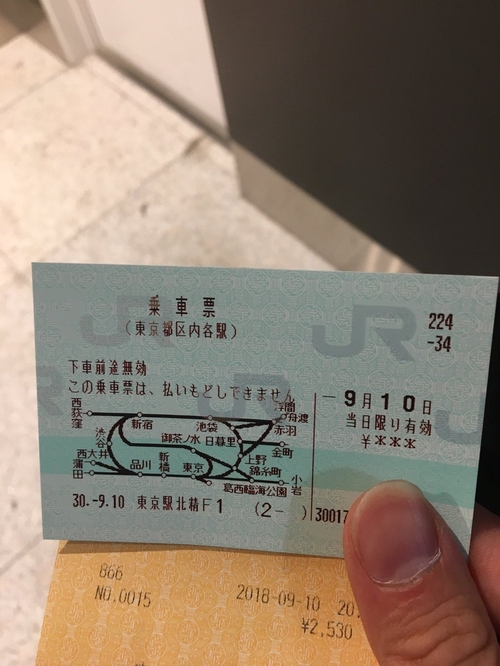 乗車票
(東京都区内各駅)
224
-34
下車前途無効
この乗車票は、払いもどしできません
-9月10日
当日限り有効
¥***
西荻窪
新宿
池袋
浮間舟渡
赤羽
渋谷
御茶ノ水
日暮里
金町
西大井
蒲田
品川
新橋
東京
上野
錦糸町
小岩
葛西臨海公園
30.-9.10 東京駅北精F1 (2- ) 30017
JR
JR
866
NO.0015
2018-09-10 20
¥2,530